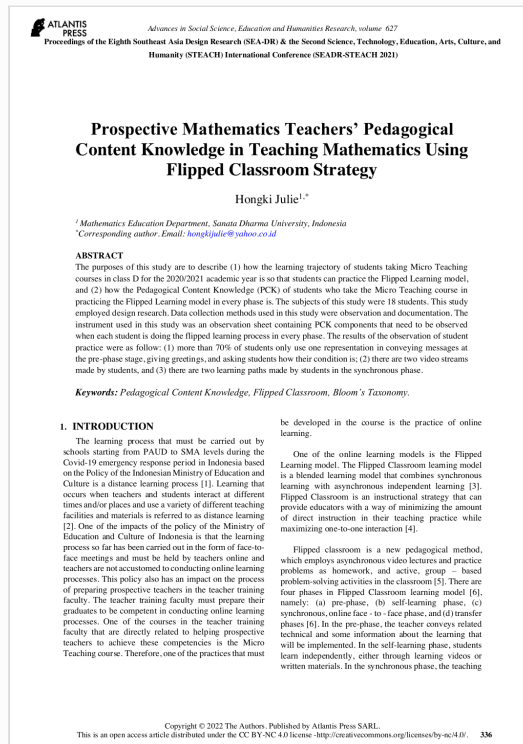 ATLANTIS
PRESS
Advances in Social Science, Education and Humanities Research, volume 627
Proceedings of the Eighth Southeast Asia Design Research (SEA-DR) & the Second Science, Technology, Education, Arts, Culture, and
Humanity (STEACH) International Conference (SEADR-STEACH 2021)
Prospective Mathematics Teachers' Pedagogical
Content Knowledge in Teaching Mathematics Using
Flipped Classroom Strategy
Hongki Julie1,*
1 Mathematics Education Department, Sanata Dharma University, Indonesia
*Corresponding author. Email: hongkijulie@yahoo.co.id
ABSTRACT
The purposes of this study are to describe (1) how the learning trajectory of students taking Micro Teaching
courses in class D for the 2020/2021 academic year is so that students can practice the Flipped Learning model,
and (2) how the Pedagogical Content Knowledge (PCK) of students who take the Micro Teaching course in
practicing the Flipped Learning model in every phase is. The subjects of this study were 18 students. This study
employed design research. Data collection methods used in this study were observation and documentation. The
instrument used in this study was an observation sheet containing PCK components that need to be observed
when each student is doing the flipped learning process in every phase. The results of the observation of student
practice were as follow: (1) more than 70% of students only use one representation in conveying messages at
the pre-phase stage, giving greetings, and asking students how their condition is; (2) there are two video streams
made by students, and (3) there are two learning paths made by students in the synchronous phase.
Keywords: Pedagogical Content Knowledge, Flipped Classroom, Bloom's Taxonomy.
1. INTRODUCTION
The learning process that must be carried out by
schools starting from PAUD to SMA levels during the
Covid-19 emergency response period in Indonesia based
on the Policy of the Indonesian Ministry of Education and
Culture is a distance learning process [1]. Learning that
occurs when teachers and students interact at different
times and/or places and use a variety of different teaching
facilities and materials is referred to as distance learning
[2]. One of the impacts of the policy of the Ministry of
Education and Culture of Indonesia is that the learning
process so far has been carried out in the form of face-to-
face meetings and must be held by teachers online and
teachers are not accustomed to conducting online learning
processes. This policy also has an impact on the process
of preparing prospective teachers in the teacher training
faculty. The teacher training faculty must prepare their
graduates to be competent in conducting online learning
processes. One of the courses in the teacher training
faculty that are directly related to helping prospective
teachers to achieve these competencies is the Micro
Teaching course. Therefore, one of the practices that must
be developed in the course is the practice of online
learning.
One of the online learning models is the Flipped
Learning model. The Flipped Classroom learning model
is a blended learning model that combines synchronous
learning with asynchronous independent learning [3].
Flipped Classroom is an instructional strategy that can
provide educators with a way of minimizing the amount
of direct instruction in their teaching practice while
maximizing one-to-one interaction [4].
Flipped classroom is a new pedagogical method,
which employs asynchronous video lectures and practice
problems as homework, and active, group – based
problem-solving activities in the classroom [5]. There are
four phases in Flipped Classroom learning model [6],
namely: (a) pre-phase, (b) self-learning phase, (c)
synchronous, online face - to - face phase, and (d) transfer
phases [6]. In the pre-phase, the teacher conveys related
technical and some information about the learning that
will be implemented. In the self-learning phase, students
learn independently, either through learning videos or
written materials. In the synchronous phase, the teaching
Copyright © 2022 The Authors. Published by Atlantis Press SARL.
This is an open access article distributed under the CC BY-NC 4.0 license -http://creativecommons.org/licenses/by-nc/4.0/. 336